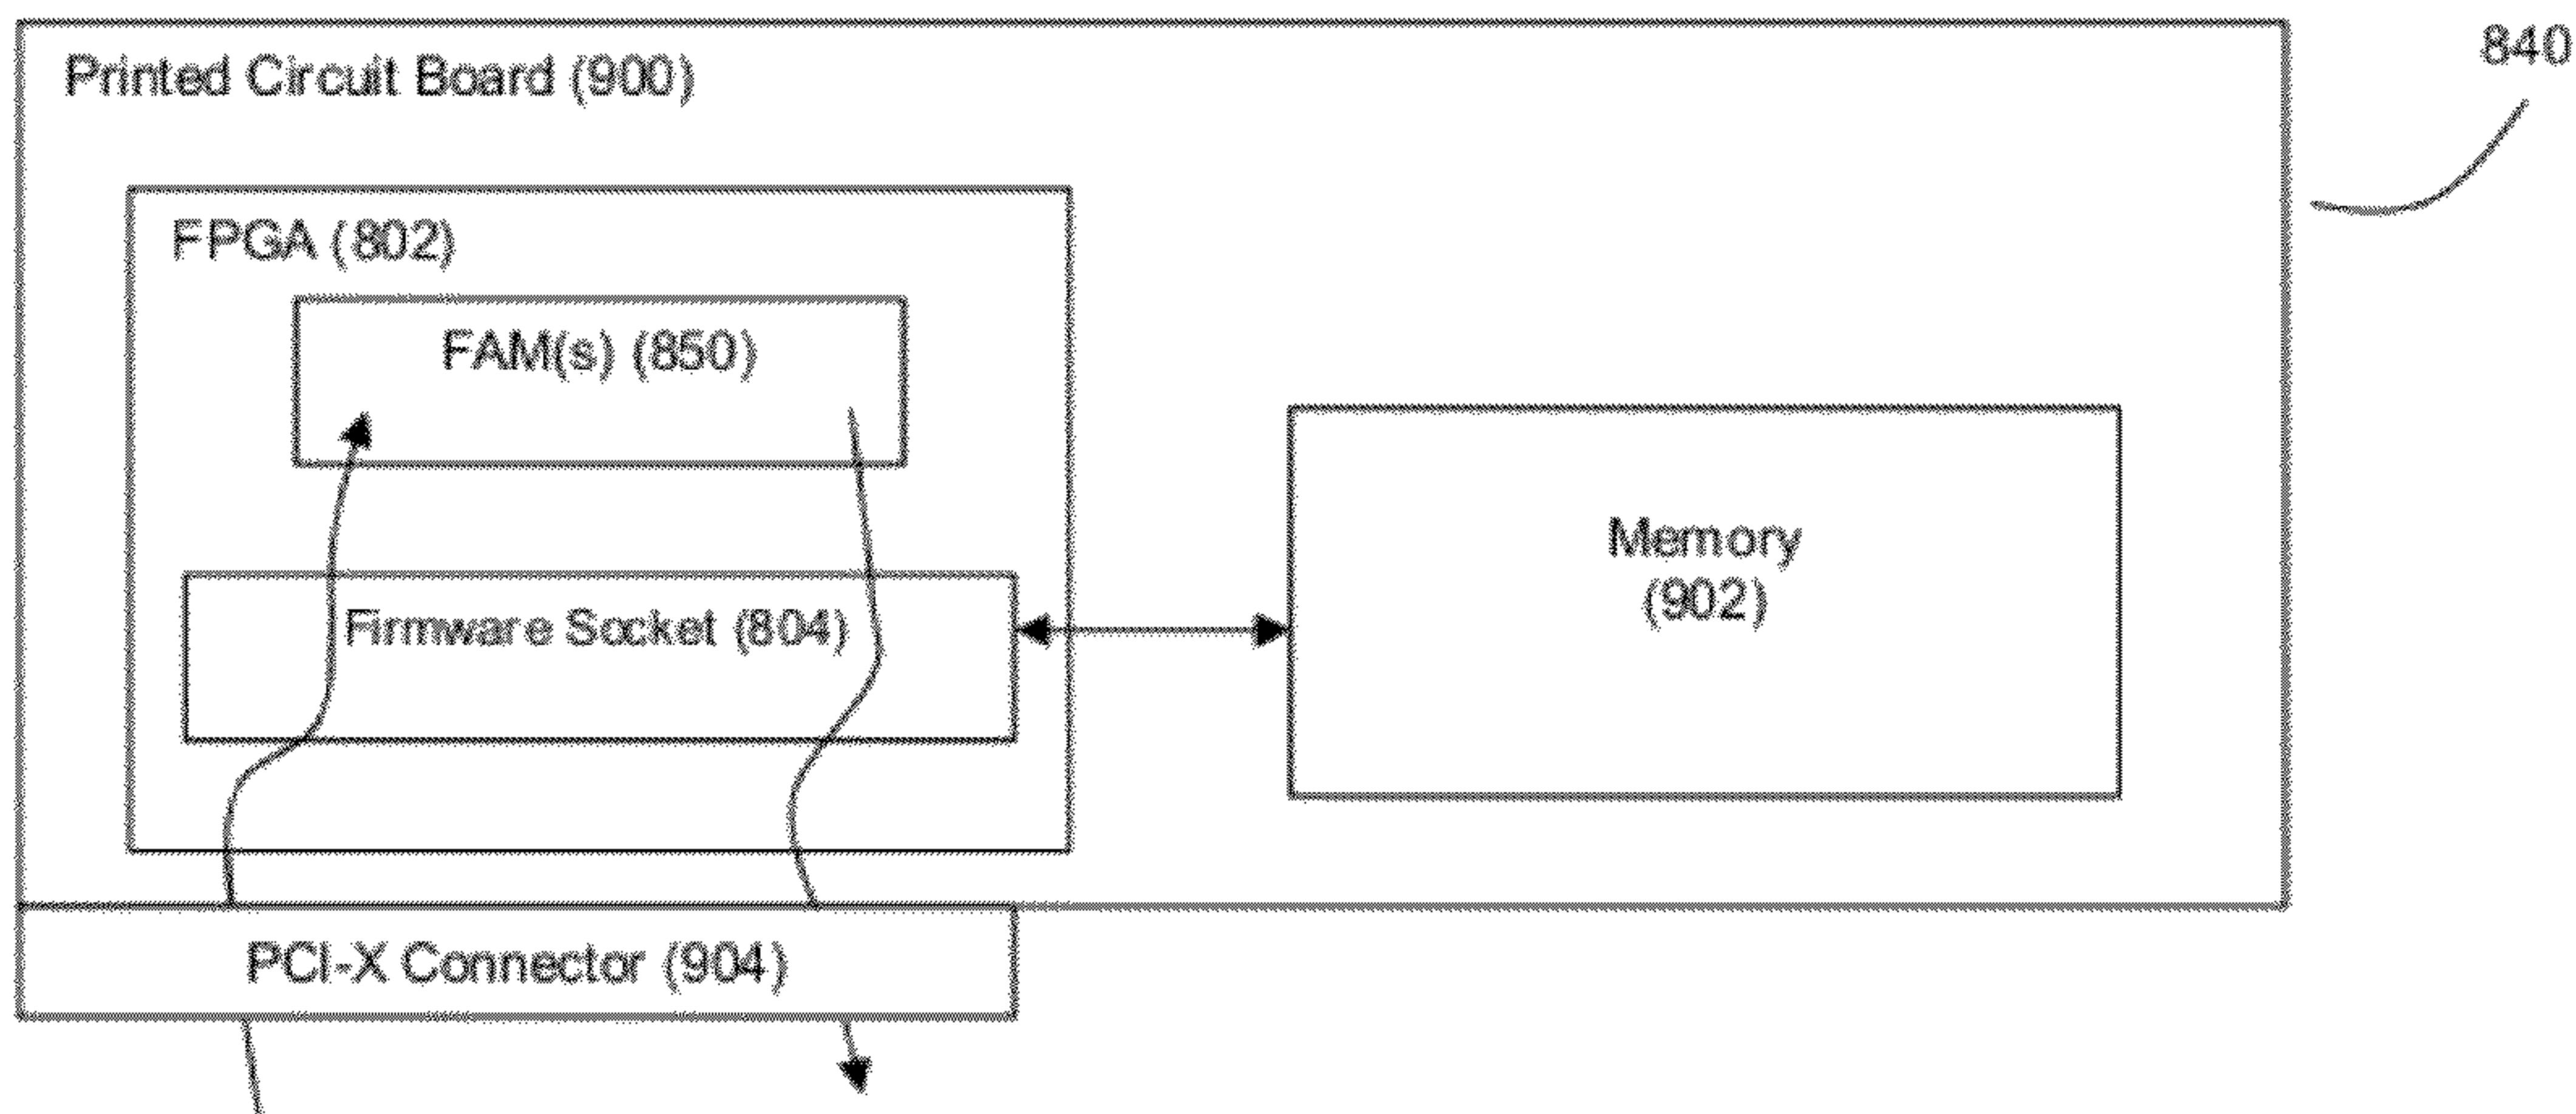 Printed Circuit Board (900)
840
FPGA (802)
FAM(s) (850)
Firmware Socket (804)
Memory
(902)
PCI-X Connector (904)